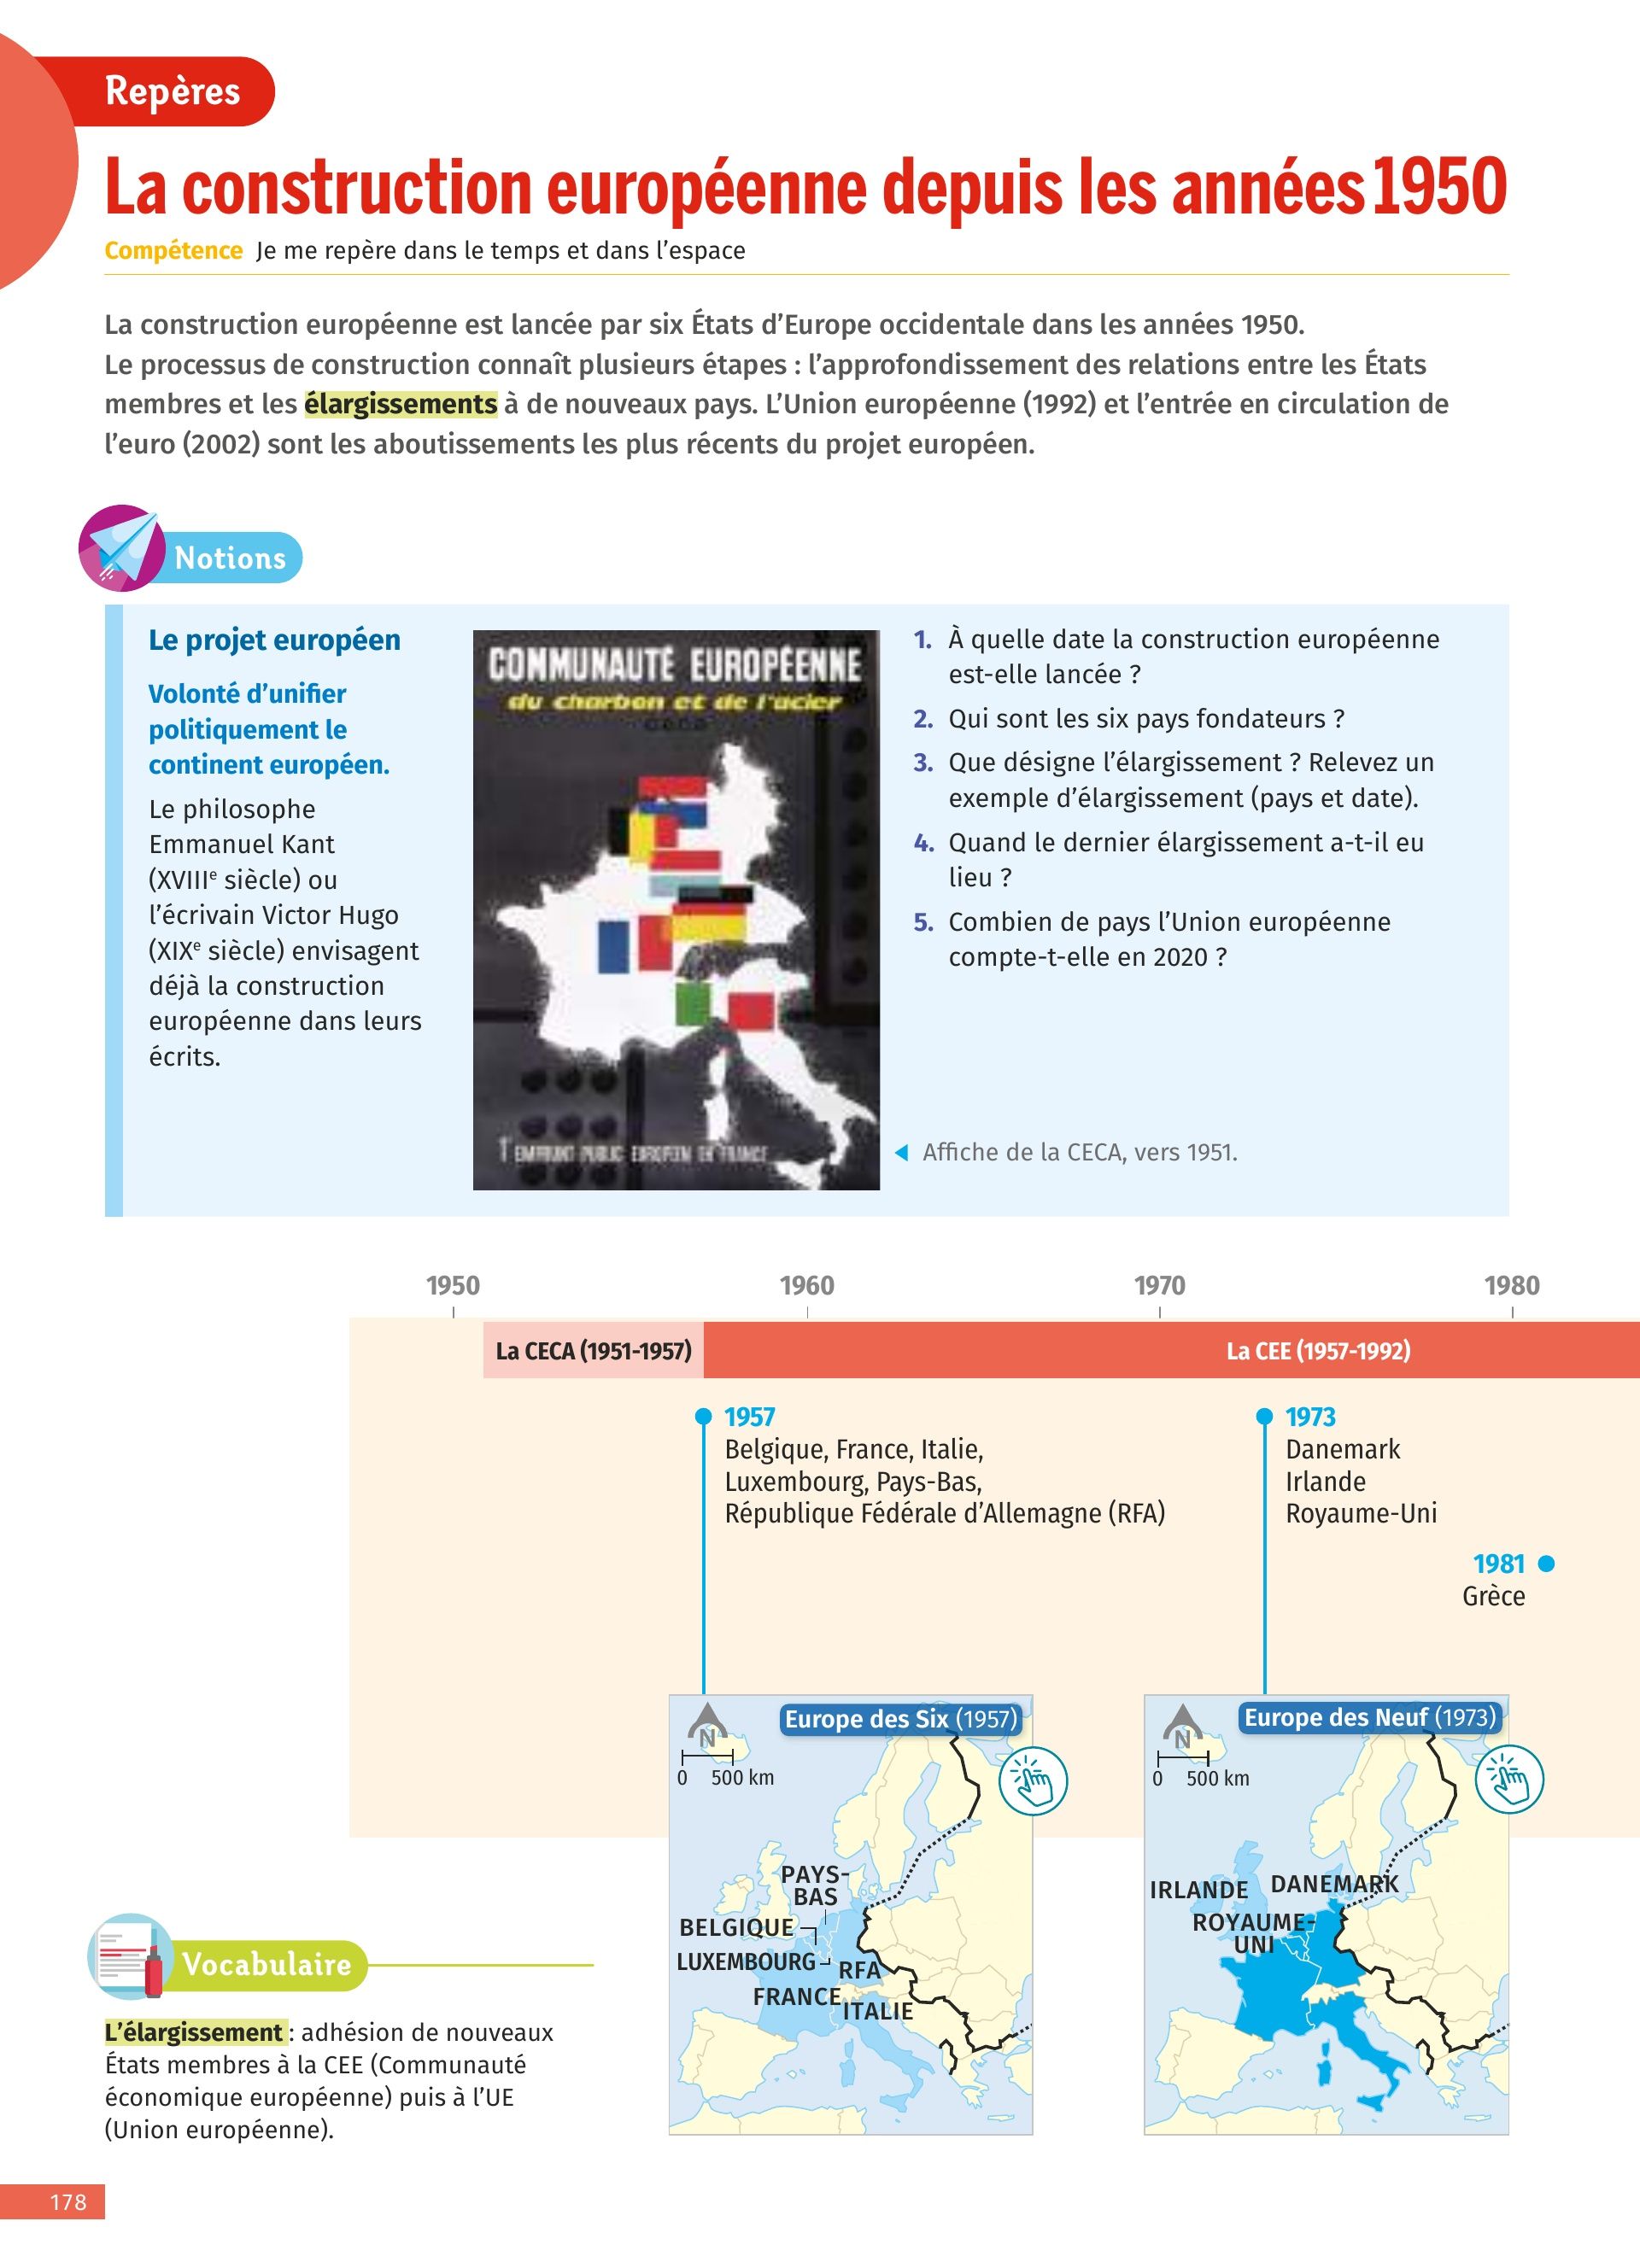 Repères
La construction européenne depuis les années 1950
Compétence Je me repère dans le temps et dans l'espace
La construction européenne est lancée par six États d'Europe occidentale dans les années 1950.
Le processus de construction connaît plusieurs étapes : l'approfondissement des relations entre les États
membres et les élargissements à de nouveaux pays. L'Union européenne (1992) et l'entrée en circulation de
l'euro (2002) sont les aboutissements les plus récents du projet européen.
Notions
Le projet européen
Volonté d'unifier
politiquement le
continent européen.
Le philosophe
Emmanuel Kant
(XVIIIe siècle) ou
l'écrivain Victor Hugo
(XIXe siècle) envisagent
déjà la construction
européenne dans leurs
écrits.
COMMUNAUTÉ EUROPÉENNE
du charbon et de l'acier
EMPRUNT PUBLIC EUROPÉEN EN FRANCE
1. À quelle date la construction européenne
est-elle lancée ?
2. Qui sont les six pays fondateurs ?
3. Que désigne l'élargissement ? Relevez un
exemple d'élargissement (pays et date).
4. Quand le dernier élargissement a-t-il eu
lieu ?
5. Combien de pays l'Union européenne
compte-t-elle en 2020 ?
Affiche de la CECA, vers 1951.
1950 1960 1970 1980
La CECA (1951-1957) La CEE (1957-1992)
1957
Belgique, France, Italie,
Luxembourg, Pays-Bas,
République Fédérale d'Allemagne (RFA)
1973
Danemark
Irlande
Royaume-Uni
1981
Grèce
Europe des Six (1957)
N
0 500 km
PAYS-
BAS
BELGIQUE
LUXEMBOURG
RFA
FRANCE
ITALIE
Europe des Neuf (1973)
N
0 500 km
IRLANDE
DANEMARK
ROYAUME-
UNI
Vocabulaire
L'élargissement : adhésion de nouveaux
États membres à la CEE (Communauté
économique européenne) puis à l'UE
(Union européenne).
178